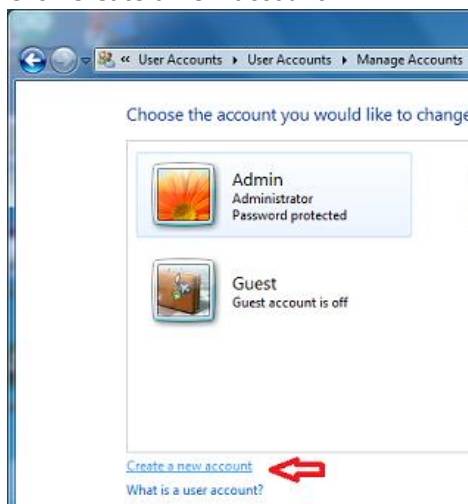 « User Accounts ▸ User Accounts ▸ Manage Accounts
Choose the account you would like to change
Admin
Administrator
Password protected
Guest
Guest account is off
Create a new account
What is a user account?